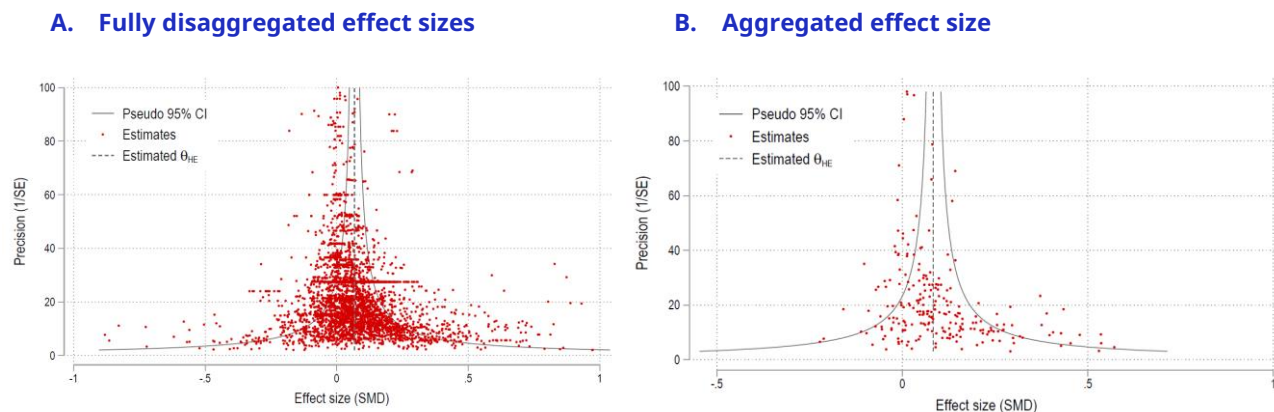 A. Fully disaggregated effect sizes
B. Aggregated effect size
100
80
60
40
20
0
Precision (1/SE)
Pseudo 95% CI
Estimates
Estimated θHE
-1
-.5
0
.5
1
Effect size (SMD)
100
80
60
40
20
0
Precision (1/SE)
Pseudo 95% CI
Estimates
Estimated θHE
-.5
0
.5
1
Effect size (SMD)